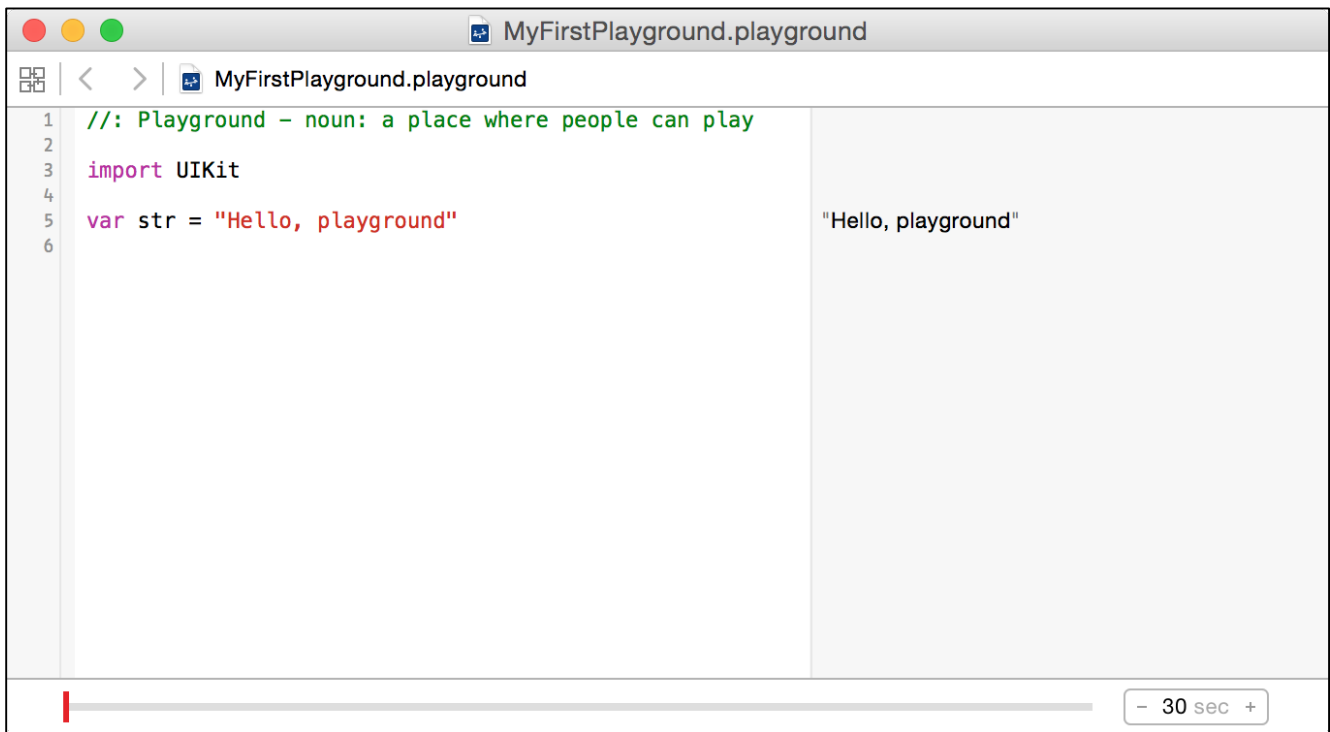 MyFirstPlayground.playground
MyFirstPlayground.playground
1 //: Playground – noun: a place where people can play
2
3 import UIKit
4
5 var str = "Hello, playground" "Hello, playground"
6
– 30 sec +